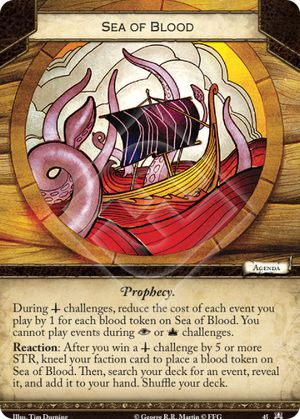 Sea of Blood
Agenda
Prophecy.
During challenges, reduce the cost of each event you
play by 1 for each blood token on Sea of Blood. You
cannot play events during or challenges.
Reaction: After you win a challenge by 5 or more
STR, kneel your faction card to place a blood token
on Sea of Blood. Then, search your deck for an event, reveal
it, and add it to your hand. Shuffle your deck.
Illus. Tim Durning
© George R.R. Martin © FFG
45